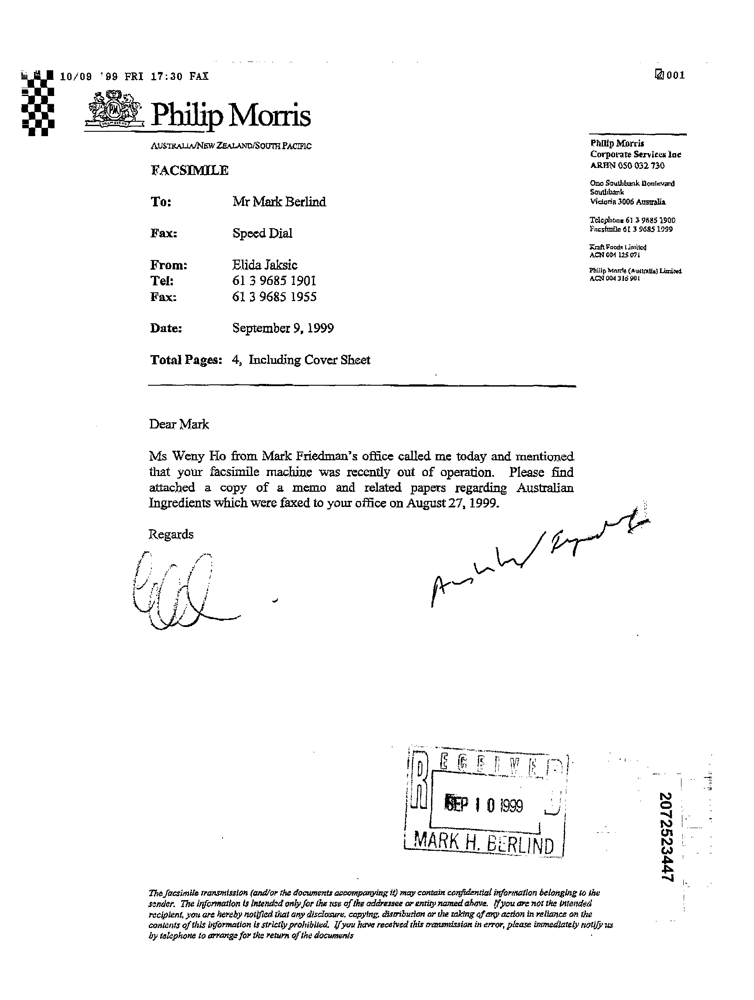 10/09 '99 FRI 17:30 FAX
001
Philip Morris
AUSTRALIA/NEW ZEALAND/SOUTH PACIFIC
FACSIMILE
Philip Morris
Corporate Services Inc
ARBN 050 032 730
One Southbank Boulevard
Southbank
Victoria 3006 Australia
Telephone 61 3 9685 1900
Facsimile 61 3 9685 1999
Kraft Foods Limited
ACN 004 125 071
Philip Morris (Australia) Limited
ACN 004 316 901
To: Mr Mark Berlind
Fax: Speed Dial
From: Elida Jaksic
Tel: 61 3 9685 1901
Fax: 61 3 9685 1955
Date: September 9, 1999
Total Pages: 4, Including Cover Sheet
Dear Mark
Ms Weny Ho from Mark Friedman's office called me today and mentioned
that your facsimile machine was recently out of operation. Please find
attached a copy of a memo and related papers regarding Australian
Ingredients which were faxed to your office on August 27, 1999.
Regards
RECEIVED
SEP 10 1999
MARK H. BERLIND
2072523447
The facsimile transmission (and/or the documents accompanying it) may contain confidential information belonging to the
sender. The information is intended only for the use of the addressee or entity named above. If you are not the intended
recipient, you are hereby notified that any disclosure, copying, distribution or the taking of any action in reliance on the
contents of this information is strictly prohibited. If you have received this transmission in error, please immediately notify us
by telephone to arrange for the return of the documents